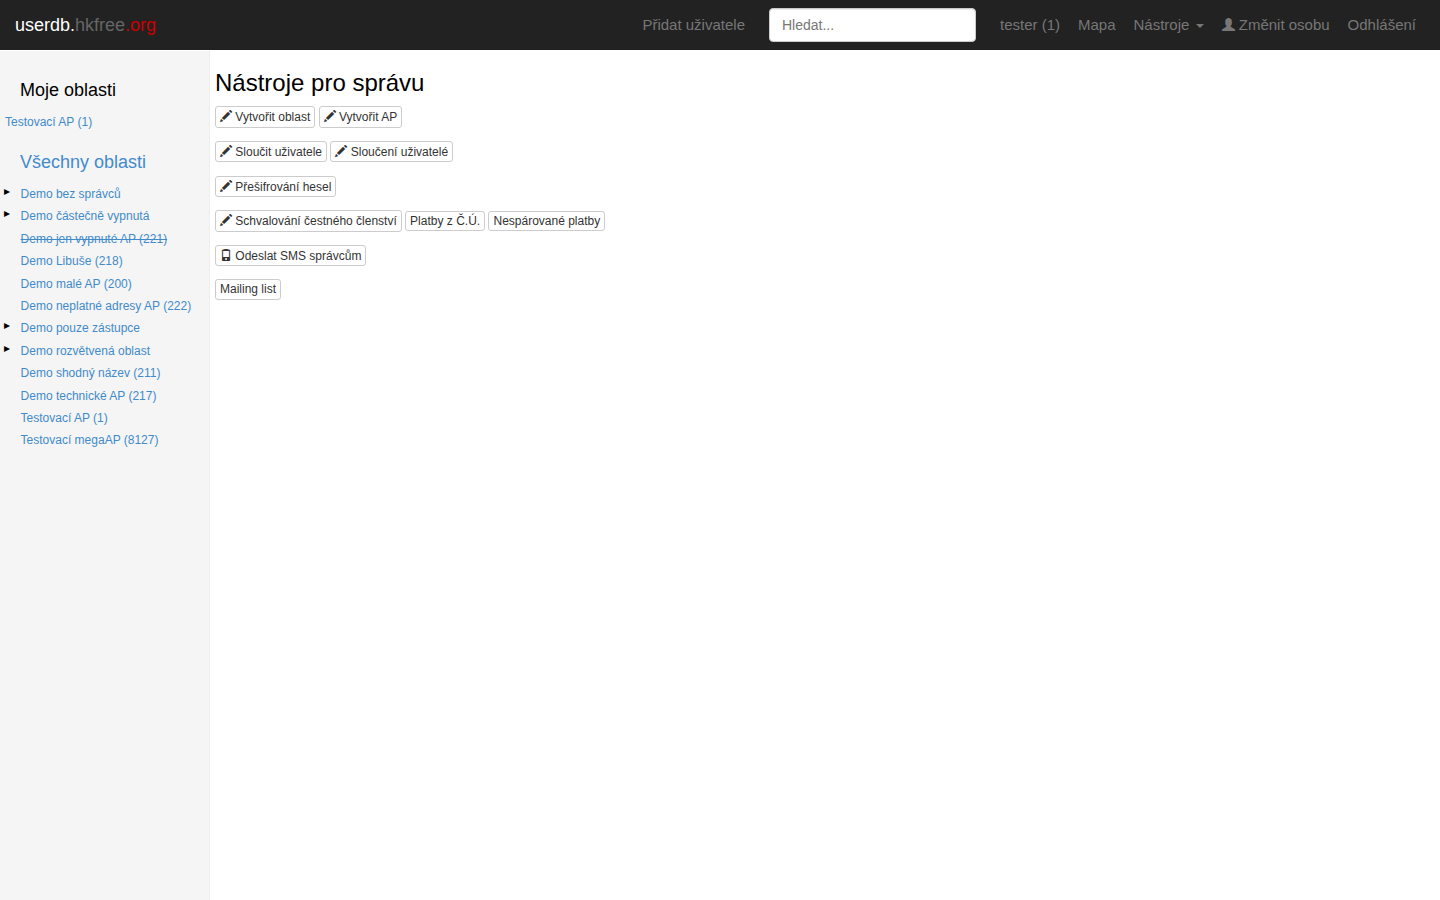 userdb.hkfree.org
Přidat uživatele
Hledat...
tester (1)
Mapa
Nástroje
Změnit osobu
Odhlášení
Moje oblasti
Testovací AP (1)
Všechny oblasti
Demo bez správců
Demo částečně vypnutá
Demo jen vypnuté AP (221)
Demo Libuše (218)
Demo malé AP (200)
Demo neplatné adresy AP (222)
Demo pouze zástupce
Demo rozvětvená oblast
Demo shodný název (211)
Demo technické AP (217)
Testovací AP (1)
Testovací megaAP (8127)
Nástroje pro správu
Vytvořit oblast Vytvořit AP
Sloučit uživatele Sloučení uživatelé
Přešifrování hesel
Schvalování čestného členství Platby z Č.Ú. Nespárované platby
Odeslat SMS správcům
Mailing list